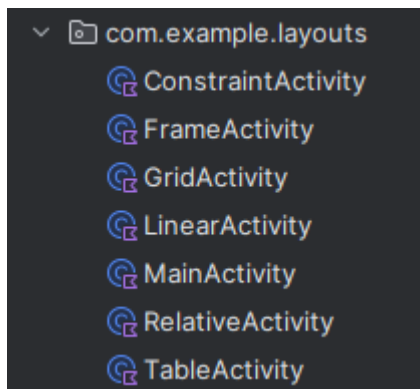 com.example.layouts
ConstraintActivity
FrameActivity
GridActivity
LinearActivity
MainActivity
RelativeActivity
TableActivity